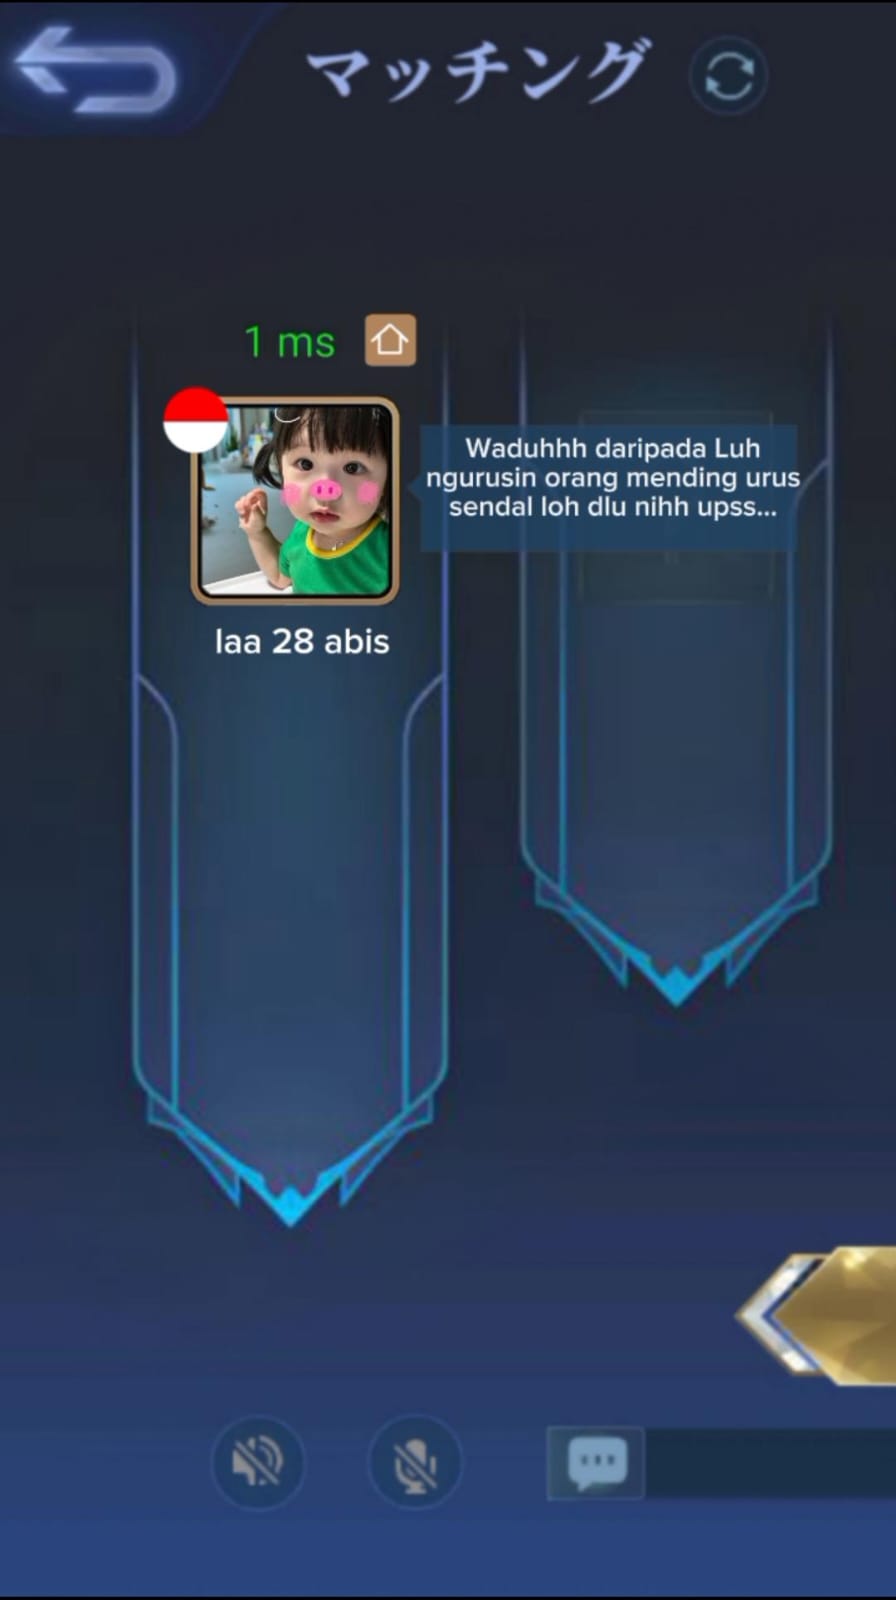 マッチング
1 ms
Waduhhh daripada Luh
ngurusin orang mending urus
sendal loh dlu nihh upss...
laa 28 abis